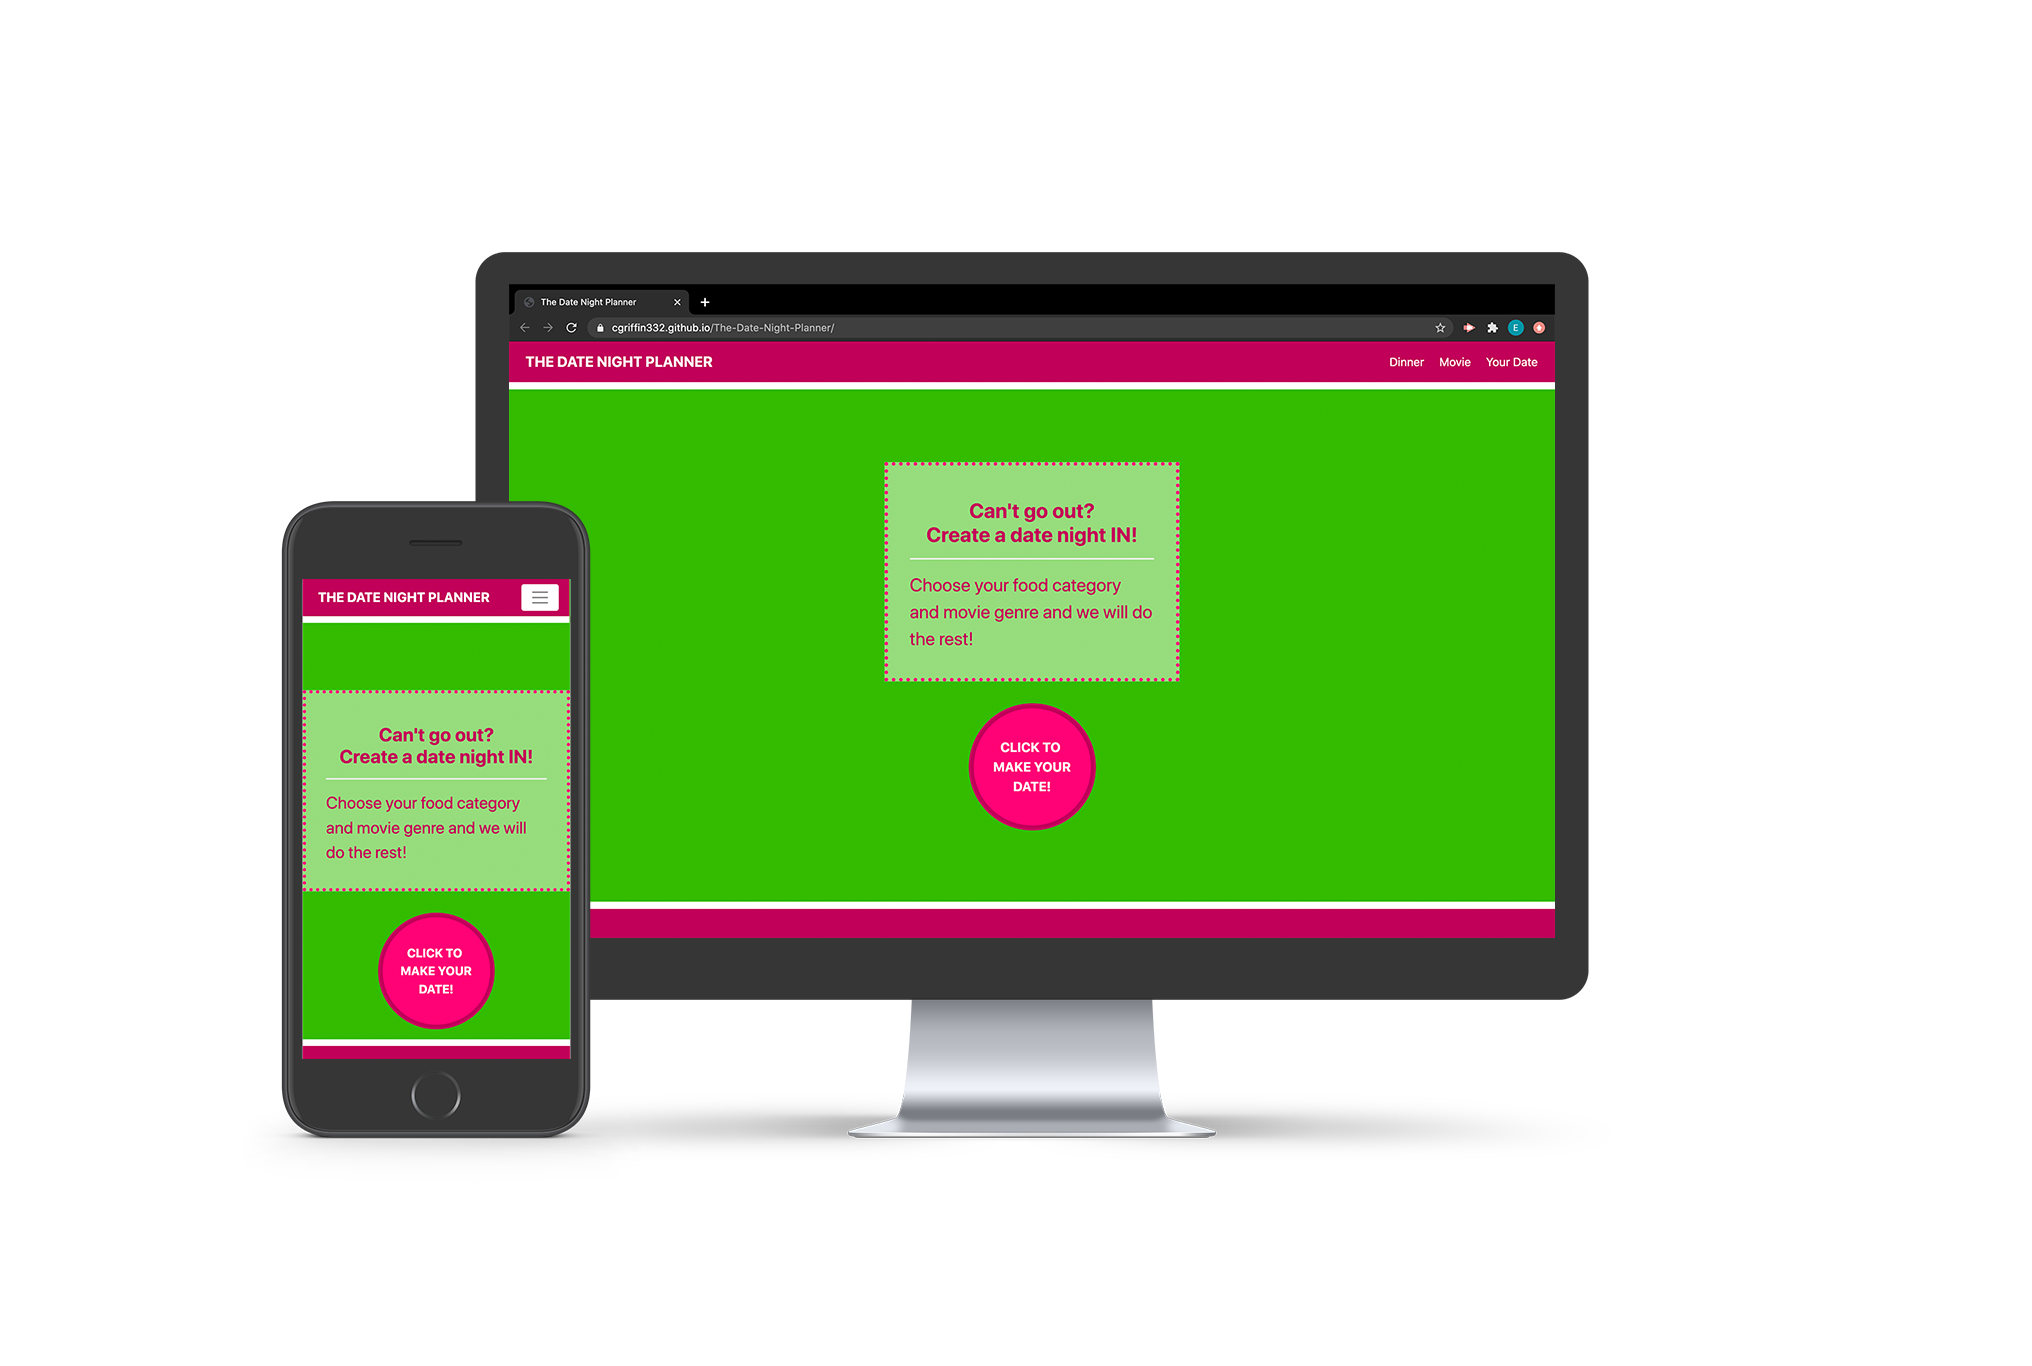 The Date Night Planner
cgriffin332.github.io/The-Date-Night-Planner/
E
THE DATE NIGHT PLANNER
Dinner Movie Your Date
Can't go out?
Create a date night IN!
Choose your food category
and movie genre and we will do
the rest!
CLICK TO
MAKE YOUR
DATE!
THE DATE NIGHT PLANNER
Can't go out?
Create a date night IN!
Choose your food category
and movie genre and we will
do the rest!
CLICK TO
MAKE YOUR
DATE!